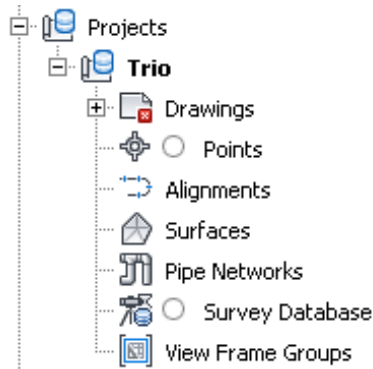 Projects
Trio
Drawings
Points
Alignments
Surfaces
Pipe Networks
Survey Database
View Frame Groups